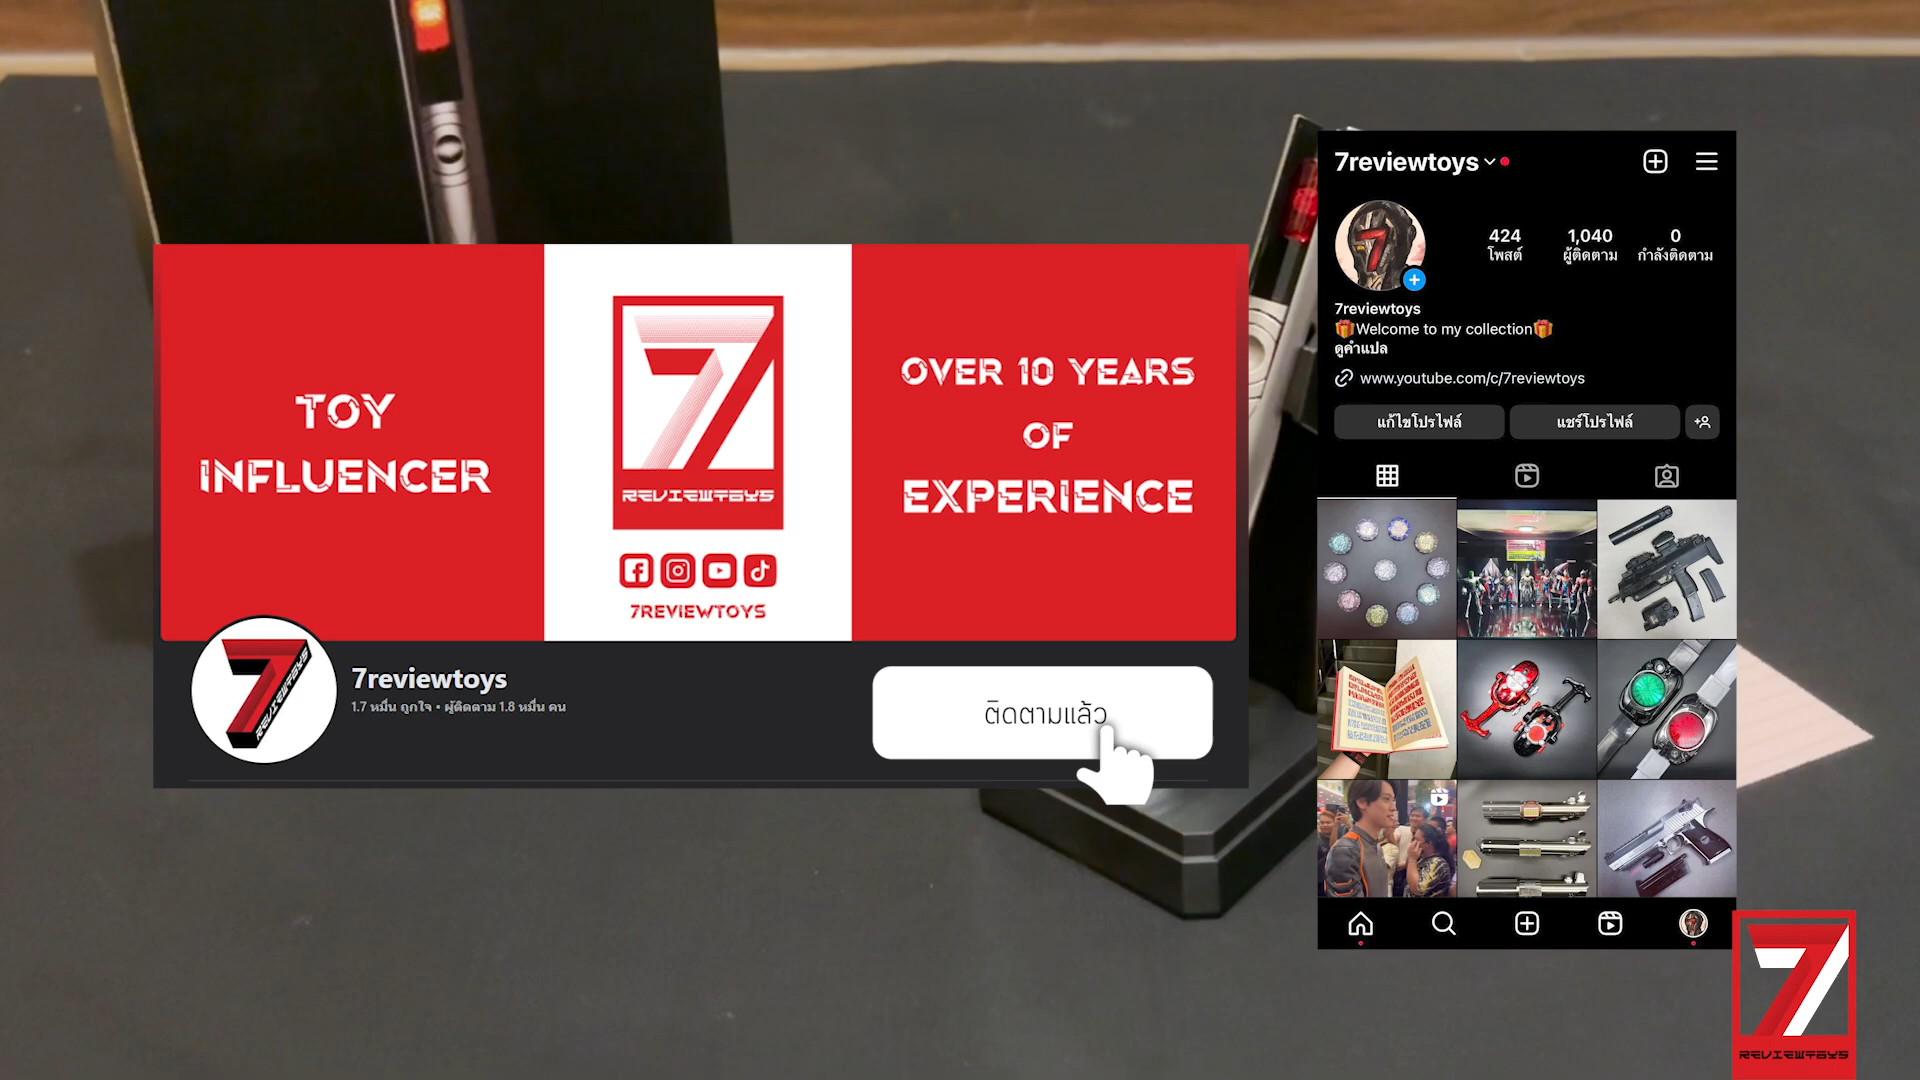 TOY
INFLUENCER
REVIEWTOYS
7REVIEWTOYS
OVER 10 YEARS
OF
EXPERIENCE
REVIEWTOYS
7reviewtoys
1.7 หมื่น ถูกใจ • ผู้ติดตาม 1.8 หมื่น คน
ติดตามแล้ว
7reviewtoys
424
โพสต์
1,040
ผู้ติดตาม
0
กำลังติดตาม
7reviewtoys
🎁Welcome to my collection🎁
ดูคำแปล
www.youtube.com/c/7reviewtoys
แก้ไขโปรไฟล์
แชร์โปรไฟล์
7
REVIEWTOYS